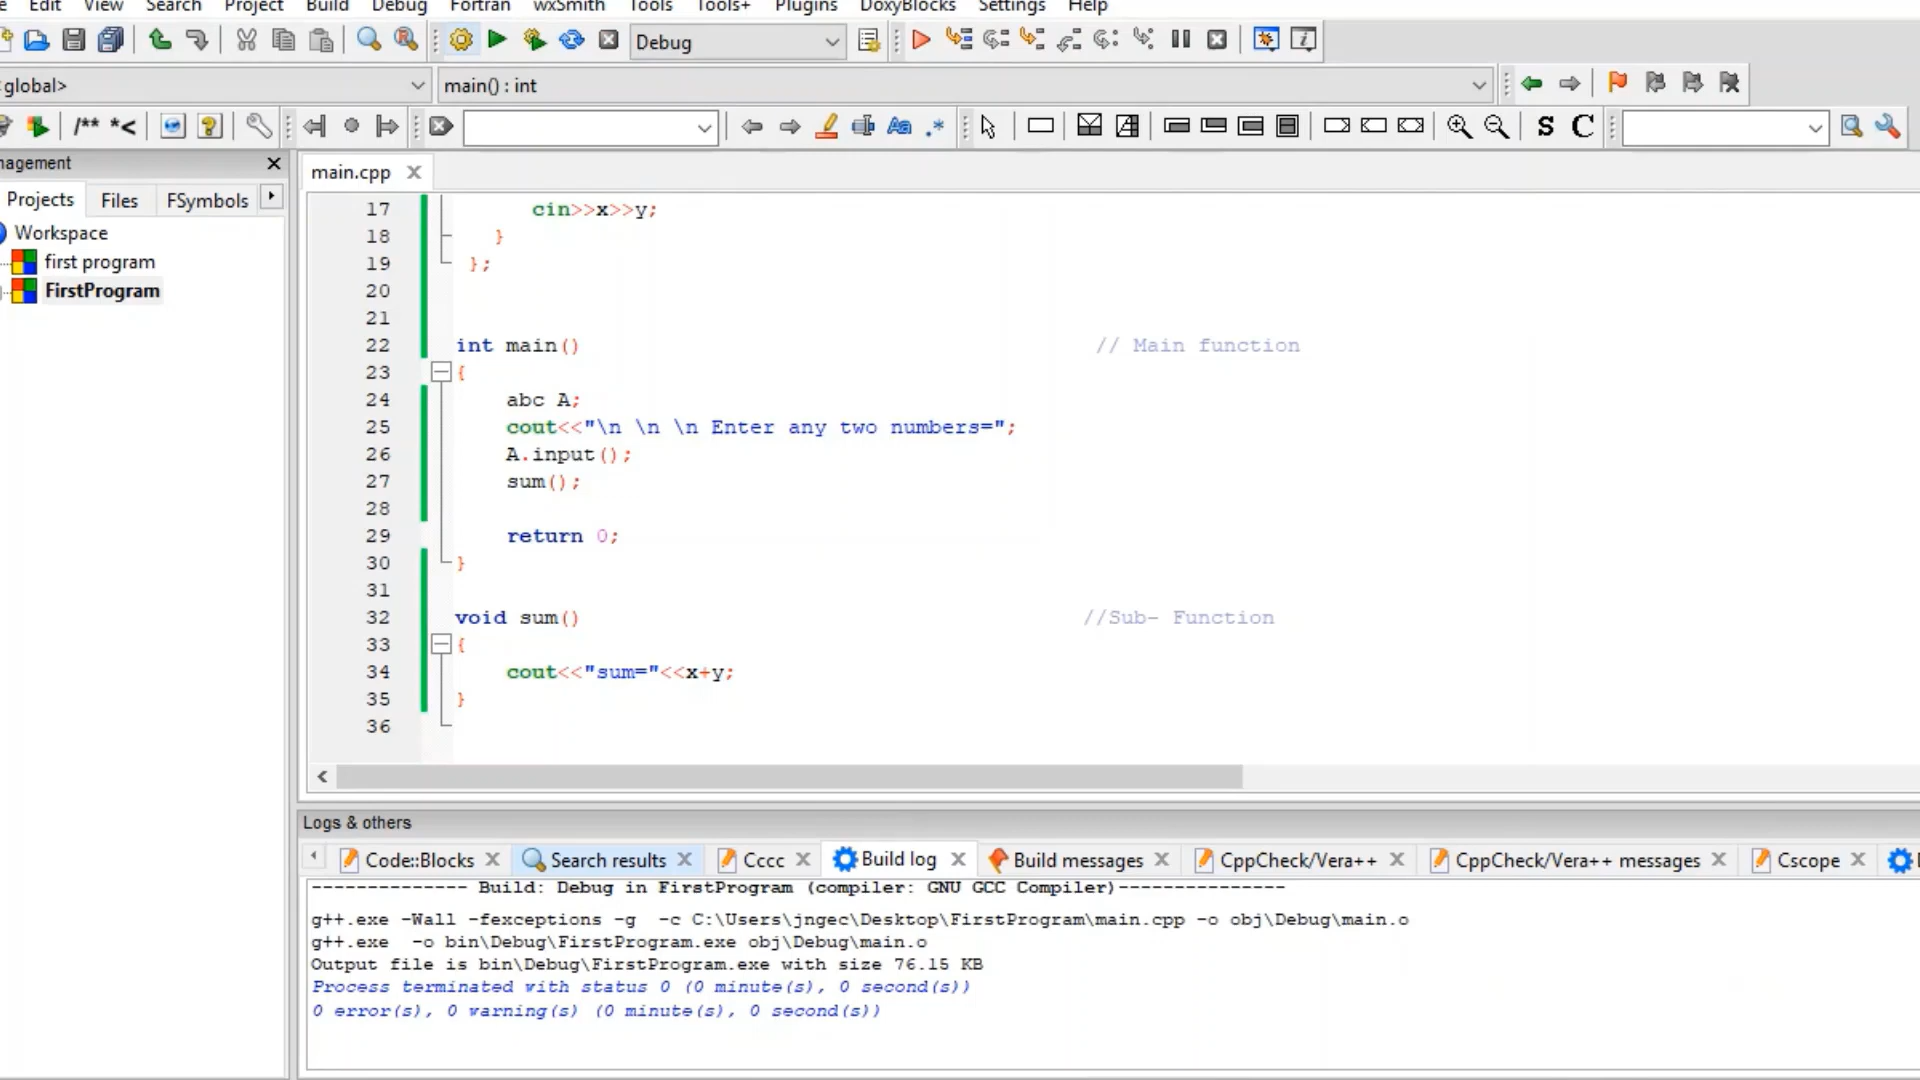 Edit View Search Project Build Debug Fortran wxSmith Tools Tools+ Plugins DoxyBlocks Settings Help
Debug
global>
main() : int
/** *<
Aa .*
S C
nagement
main.cpp
Projects Files FSymbols
Workspace
first program
FirstProgram
17 cin>>x>>y;
18 }
19 };
20
21
22 int main() // Main function
23 {
24 abc A;
25 cout<<"\n \n \n Enter any two numbers=";
26 A.input();
27 sum();
28
29 return 0;
30 }
31
32 void sum() //Sub- Function
33 {
34 cout<<"sum="<<x+y;
35 }
36
Logs & others
Code::Blocks Search results Cccc Build log Build messages CppCheck/Vera++ CppCheck/Vera++ messages Cscope
-------------- Build: Debug in FirstProgram (compiler: GNU GCC Compiler)---------------
g++.exe -Wall -fexceptions -g -c C:\Users\jngec\Desktop\FirstProgram\main.cpp -o obj\Debug\main.o
g++.exe -o bin\Debug\FirstProgram.exe obj\Debug\main.o
Output file is bin\Debug\FirstProgram.exe with size 76.15 KB
Process terminated with status 0 (0 minute(s), 0 second(s))
0 error(s), 0 warning(s) (0 minute(s), 0 second(s))